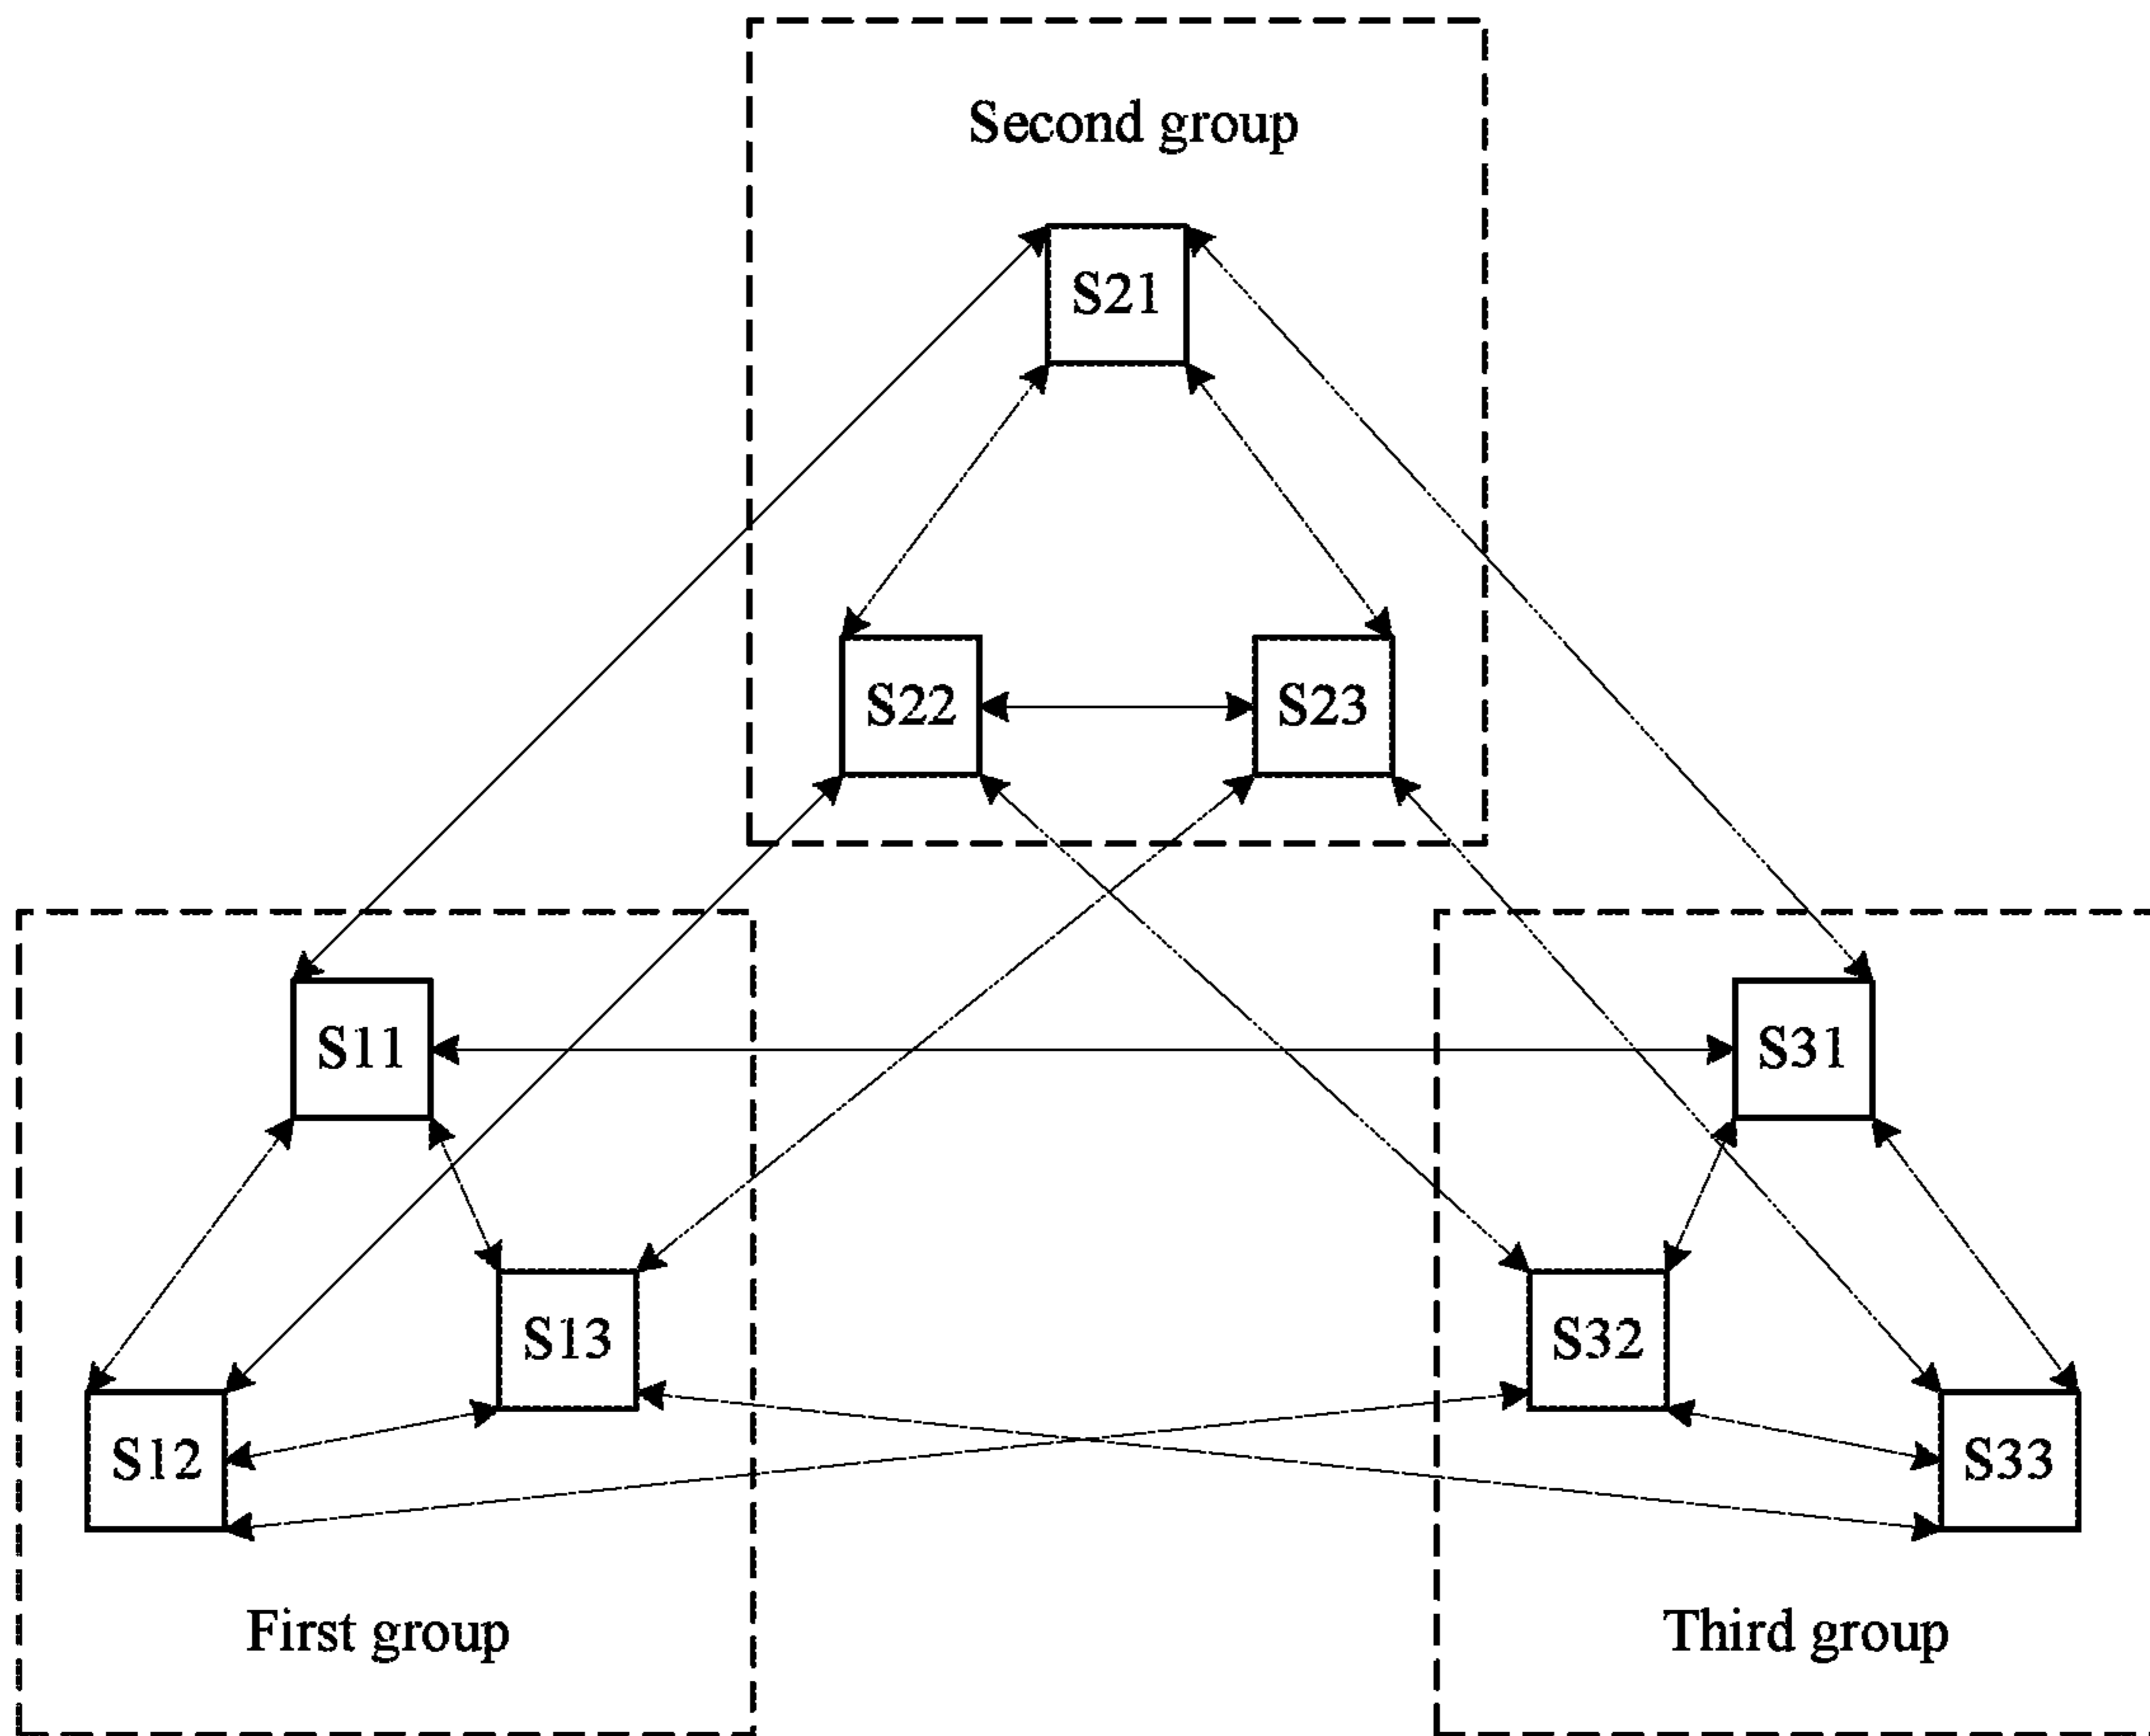 Second group
S21
S22
S23
S11
S31
S13
S32
S12
S33
First group
Third group